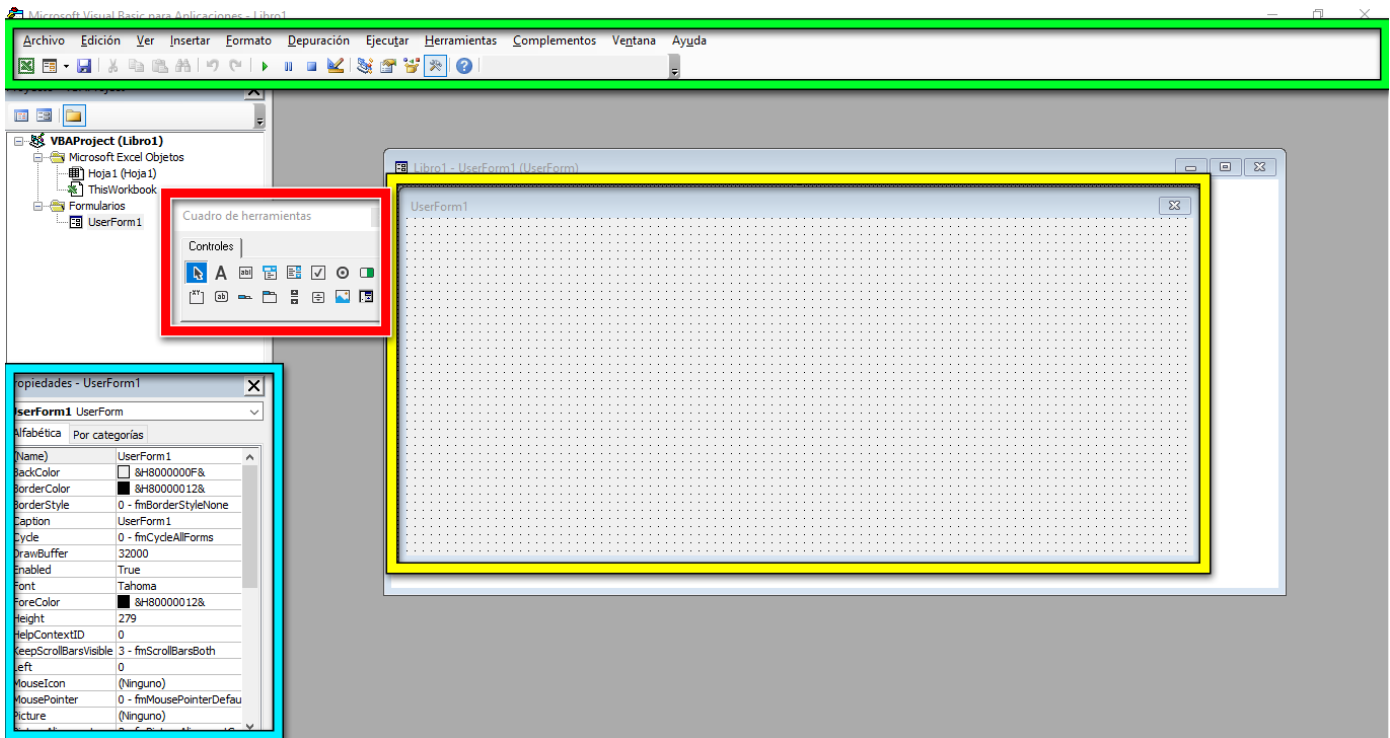 Microsoft Visual Basic para Aplicaciones - Libro1
Archivo Edición Ver Insertar Formato Depuración Ejecutar Herramientas Complementos Ventana Ayuda
VBAProject (Libro1)
Microsoft Excel Objetos
Hoja1 (Hoja1)
ThisWorkbook
Formularios
UserForm1
Cuadro de herramientas
Controles
Libro1 - UserForm1 (UserForm)
UserForm1
ropiedades - UserForm1
UserForm1 UserForm
Alfabética Por categorías
(Name) UserForm1
BackColor &H8000000F&
BorderColor &H80000012&
BorderStyle 0 - fmBorderStyleNone
Caption UserForm1
Cycle 0 - fmCycleAllForms
DrawBuffer 32000
Enabled True
Font Tahoma
ForeColor &H80000012&
Height 279
HelpContextID 0
KeepScrollBarsVisible 3 - fmScrollBarsBoth
Left 0
MouseIcon (Ninguno)
MousePointer 0 - fmMousePointerDefau
Picture (Ninguno)